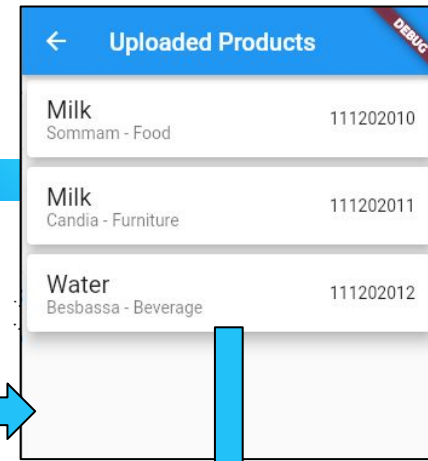 ← Uploaded Products
DEBUG
Milk
111202010
Sommam - Food
Milk
111202011
Candia - Furniture
Water
111202012
Besbassa - Beverage